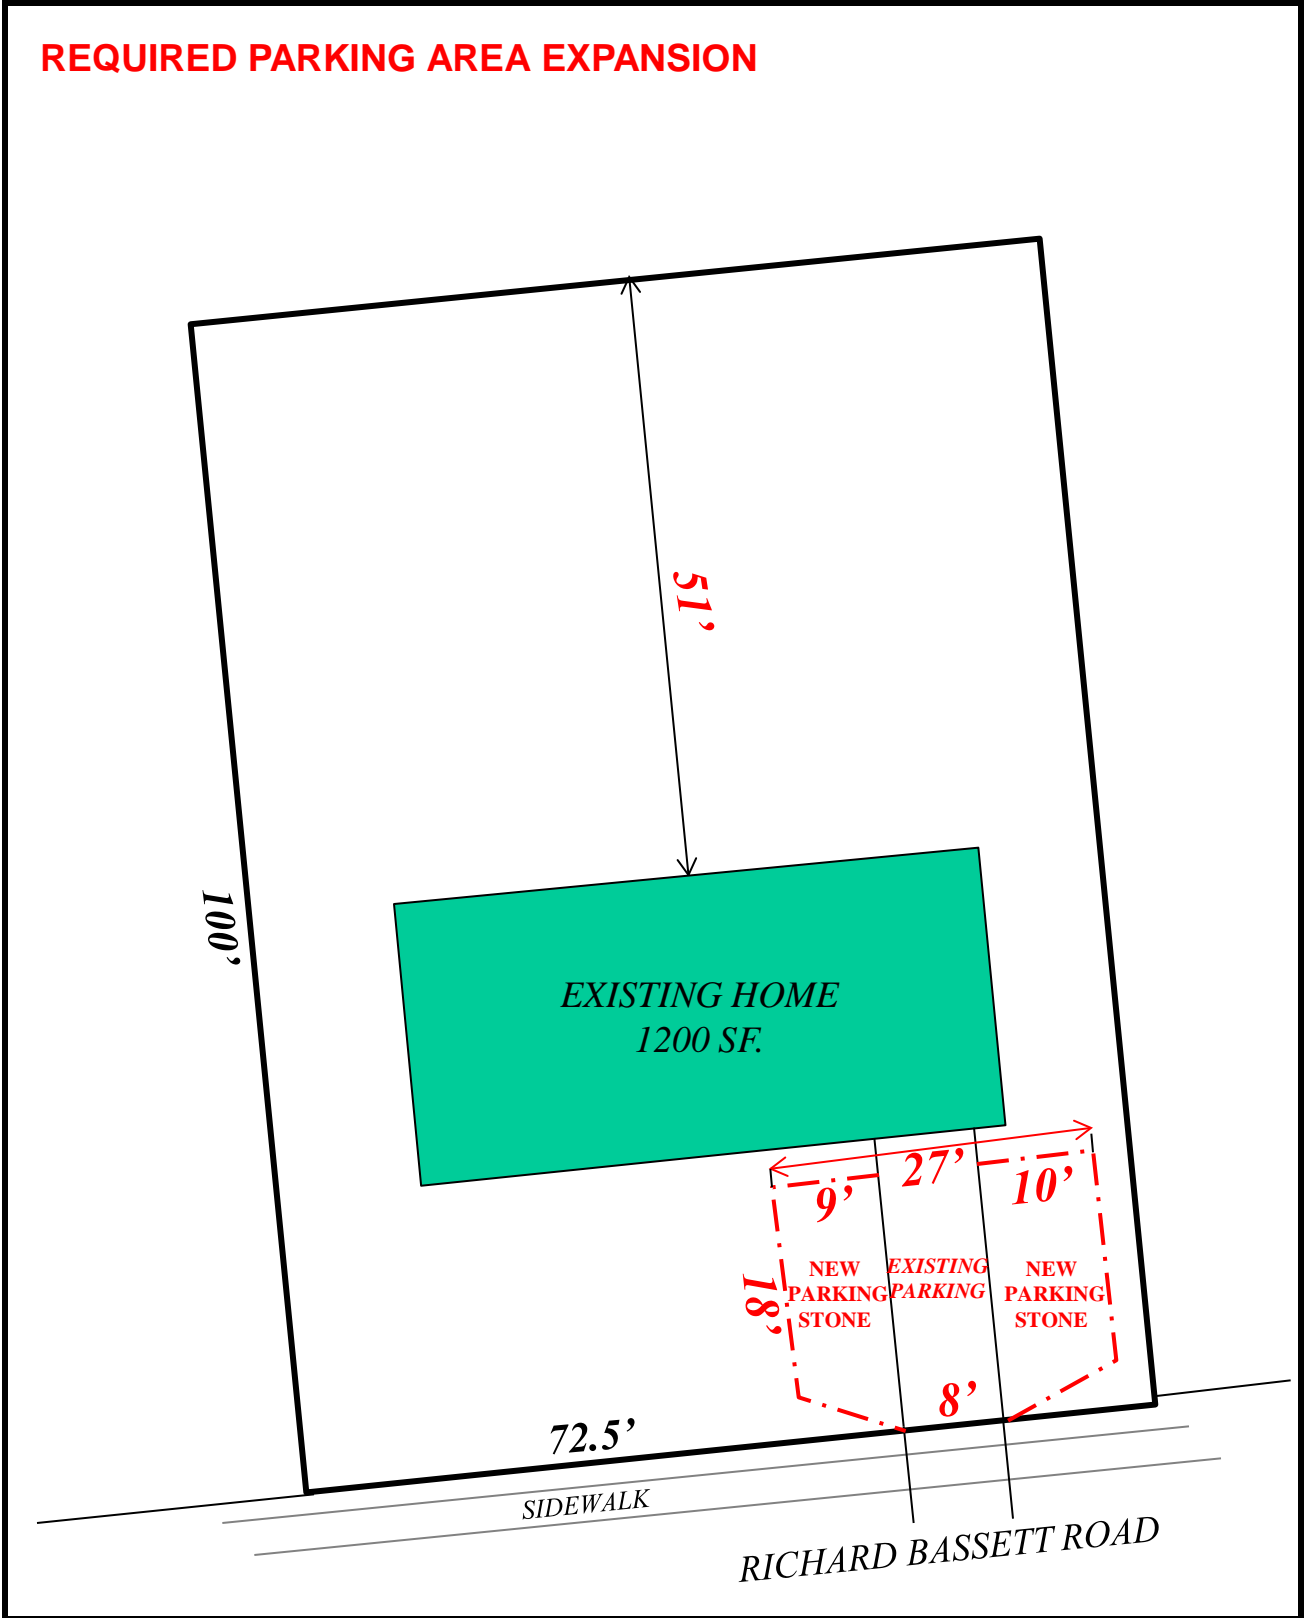 REQUIRED PARKING AREA EXPANSION
51’
100’
EXISTING HOME
1200 SF.
27’
9’
10’
18’
NEW
PARKING
STONE
EXISTING
PARKING
NEW
PARKING
STONE
8’
72.5’
SIDEWALK
RICHARD BASSETT ROAD